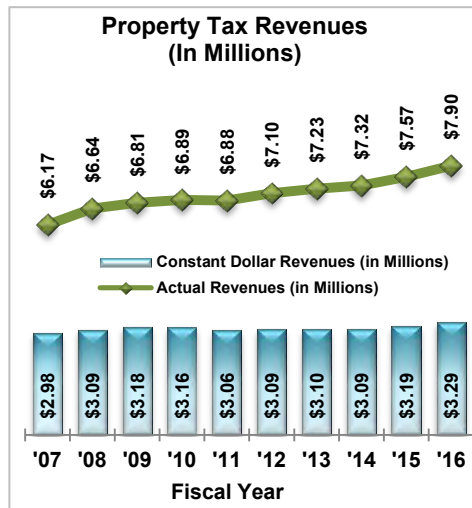 Property Tax Revenues
(In Millions)
$6.17 $6.64 $6.81 $6.89 $6.88 $7.10 $7.23 $7.32 $7.57 $7.90
Constant Dollar Revenues (in Millions)
Actual Revenues (in Millions)
$2.98 $3.09 $3.18 $3.16 $3.06 $3.09 $3.10 $3.09 $3.19 $3.29
'07 '08 '09 '10 '11 '12 '13 '14 '15 '16
Fiscal Year